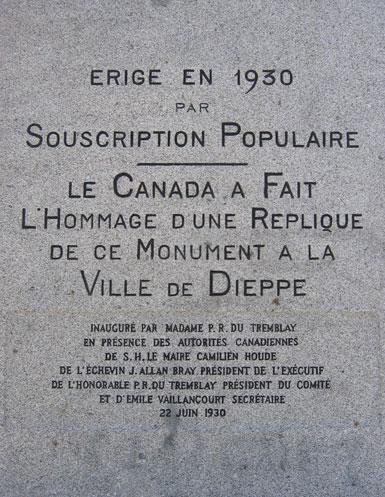 ERIGE EN 1930
PAR
SOUSCRIPTION POPULAIRE
LE CANADA A FAIT
L'HOMMAGE D'UNE REPLIQUE
DE CE MONUMENT A LA
VILLE DE DIEPPE
INAUGURÉ PAR MADAME P. R. DU TREMBLAY
EN PRÉSENCE DES AUTORITÉS CANADIENNES
DE S. H. LE MAIRE CAMILIEN HOUDE
DE L'ÉCHEVIN J. ALLAN BRAY PRÉSIDENT DE L'EXÉCUTIF
DE L'HONORABLE P. R. DU TREMBLAY PRÉSIDENT DU COMITÉ
ET D'EMILE VAILLANCOURT SECRÉTAIRE
22 JUIN 1930